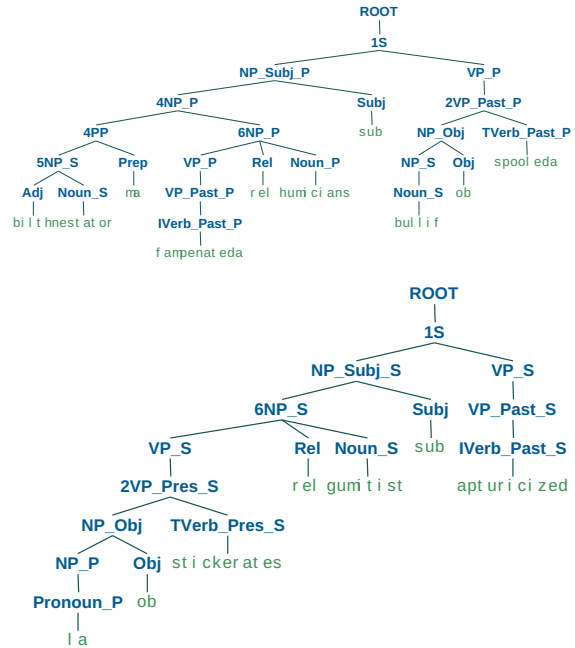 ROOT
1S
NP_Subj_P VP_P
4NP_P Subj 2VP_Past_P
sub
4PP 6NP_P NP_Obj TVerb_Past_P
5NP_S Prep VP_P Rel Noun_P NP_S Obj spooleda
Adj Noun_S ma VP_Past_P rel humicians Noun_S ob
bilt hnestator IVerb_Past_P bullif
fampenateda
ROOT
1S
NP_Subj_S VP_S
6NP_S Subj VP_Past_S
VP_S Rel Noun_S sub IVerb_Past_S
2VP_Pres_S rel gumitist apturicized
NP_Obj TVerb_Pres_S
NP_P Obj stickerates
Pronoun_P ob
la